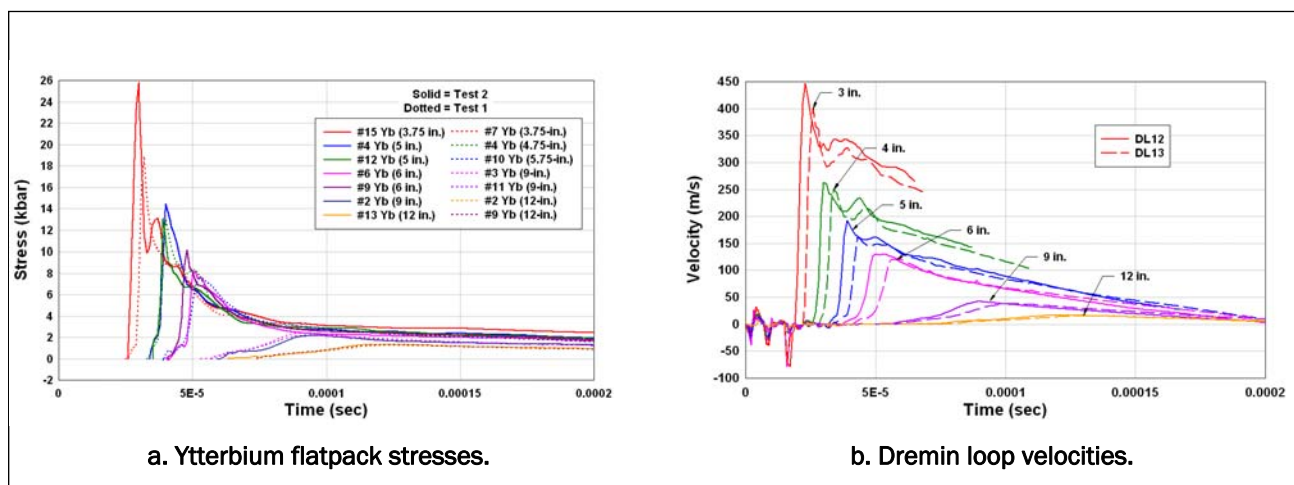 26
24
22
20
18
16
14
12
10
8
6
4
2
0
-2
Stress (kbar)
Solid = Test 2
Dotted = Test 1
#15 Yb (3.75 in.)
#4 Yb (5 in.)
#12 Yb (5 in.)
#6 Yb (6 in.)
#9 Yb (6 in.)
#2 Yb (9 in.)
#13 Yb (12 in.)
#7 Yb (3.75-in.)
#4 Yb (4.75-in.)
#10 Yb (5.75-in.)
#3 Yb (9-in.)
#11 Yb (9-in.)
#2 Yb (12-in.)
#9 Yb (12-in.)
0 5E-5 0.0001 0.00015 0.0002
Time (sec)
a. Ytterbium flatpack stresses.
450
400
350
300
250
200
150
100
50
0
-50
-100
Velocity (m/s)
3 in.
4 in.
5 in.
6 in.
9 in.
12 in.
DL12
DL13
0 5E-5 0.0001 0.00015 0.0002
Time (sec)
b. Dremin loop velocities.